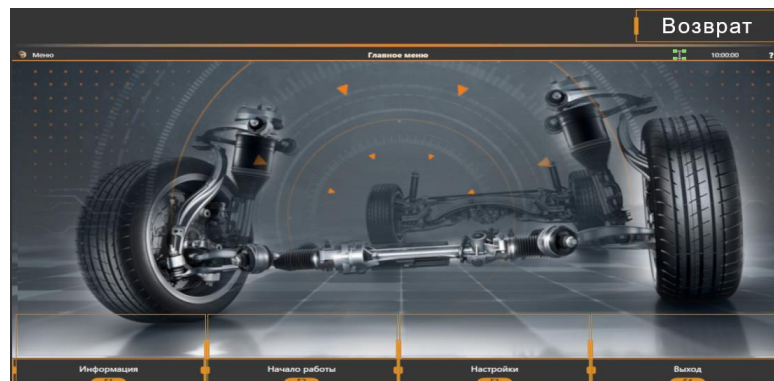 Возврат
Меню Главное меню 10:00:00 ?
Информация Начало работы Настройки Выход